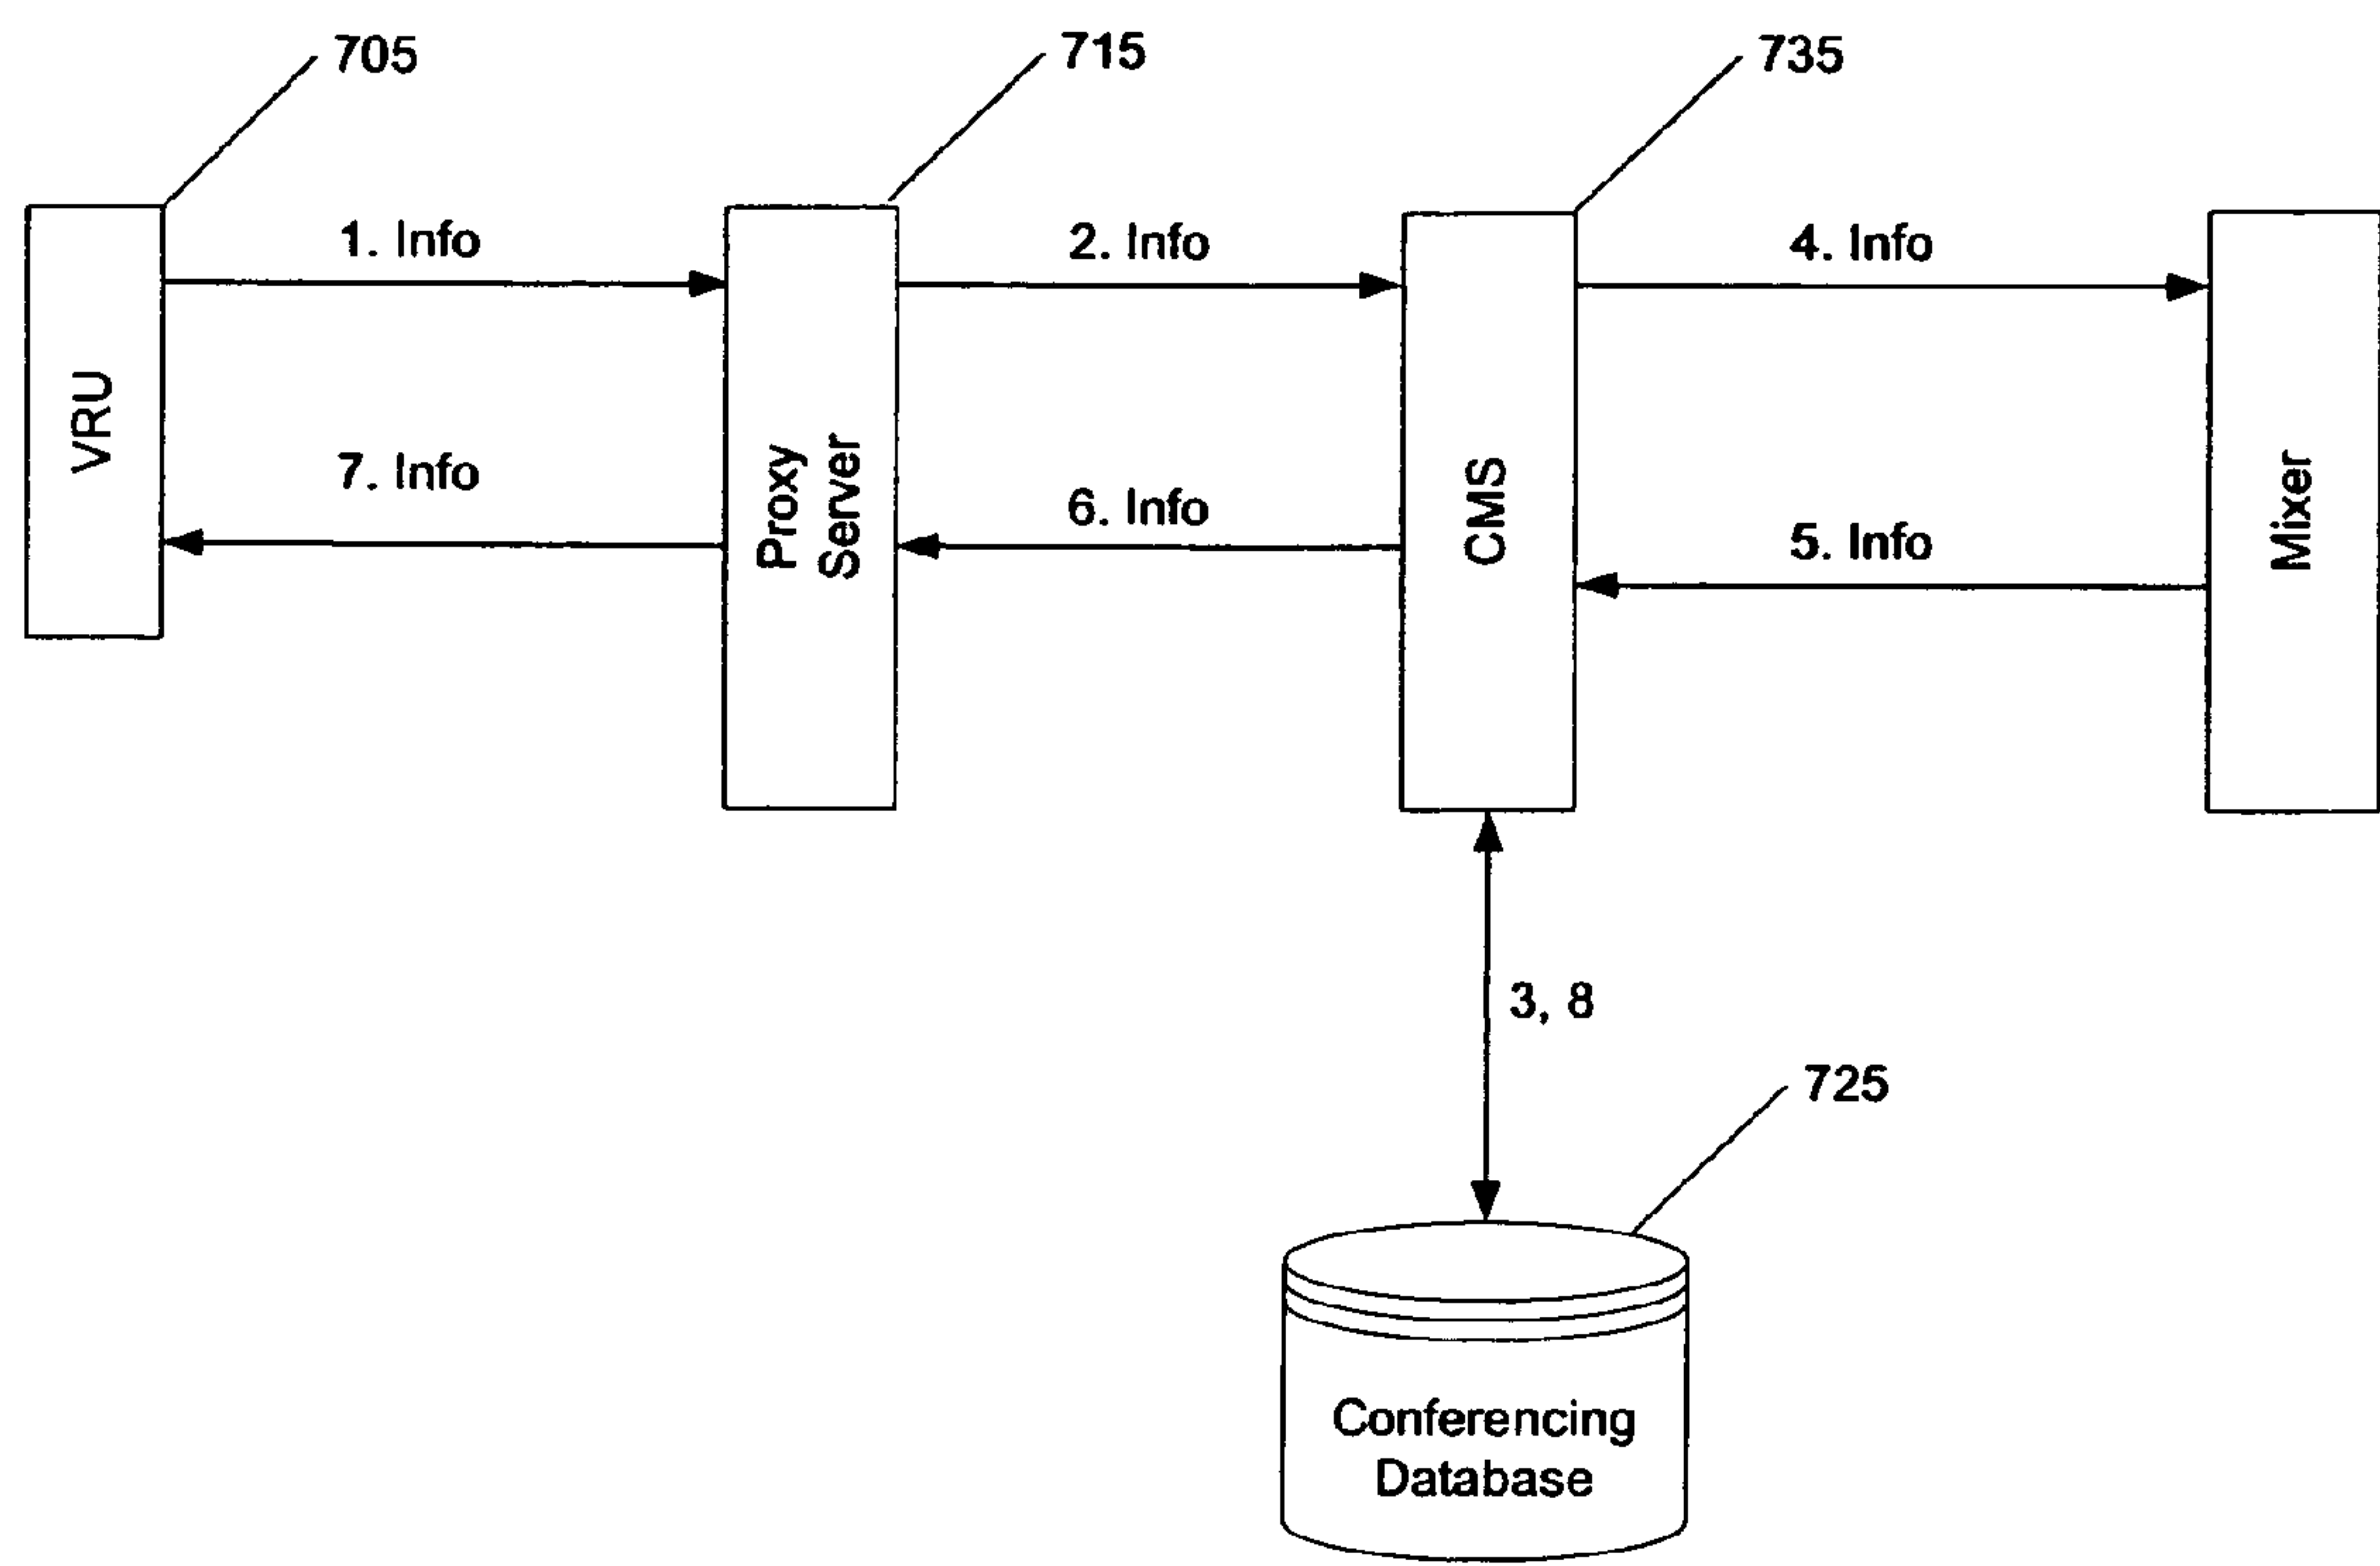 705
715
735
1. Info
2. Info
4. Info
VRU
7. Info
Proxy
Server
6. Info
CMS
5. Info
Mixer
3, 8
725
Conferencing
Database